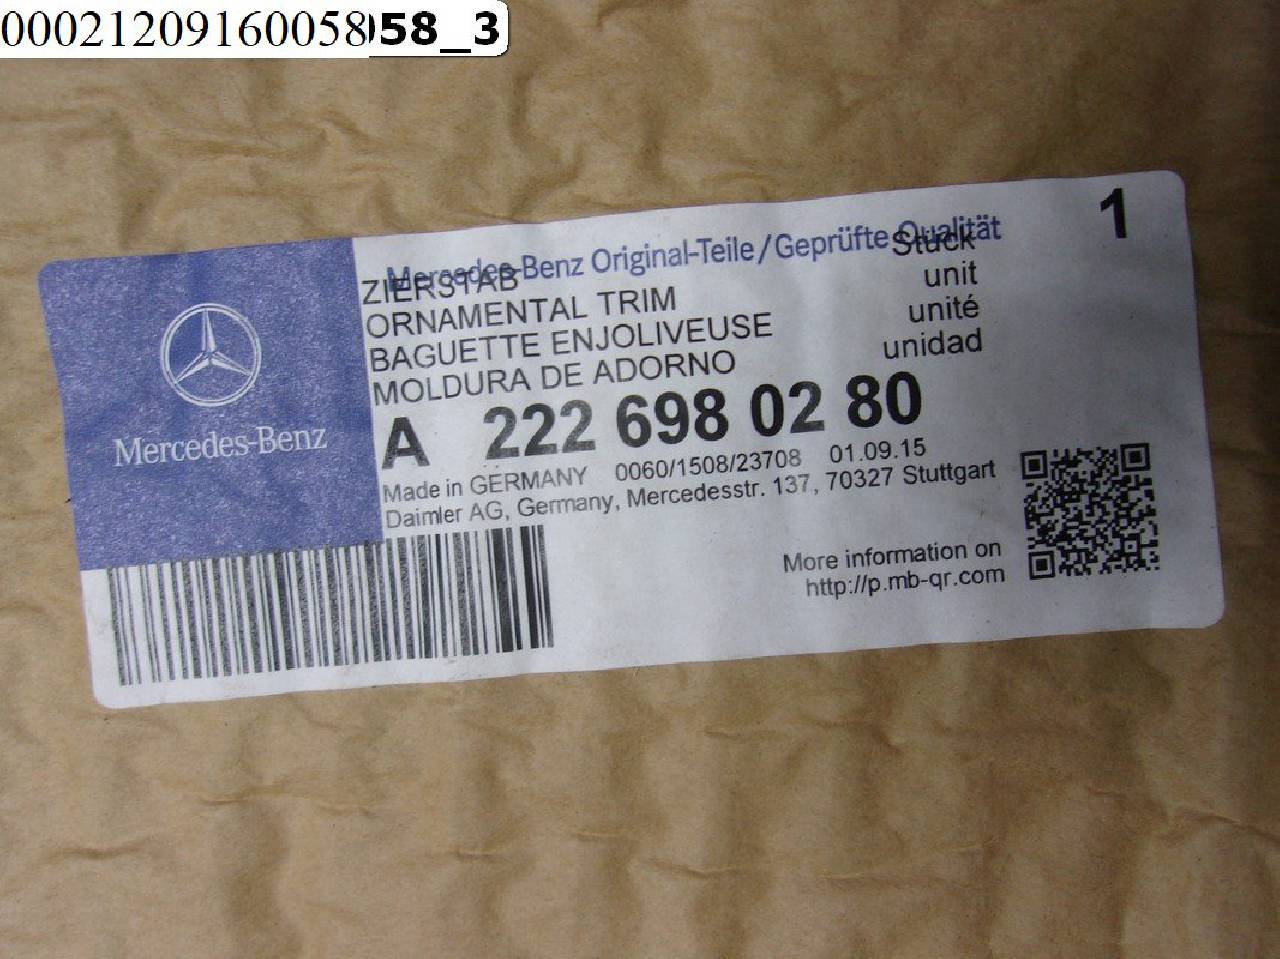 00021209160058058_3
Mercedes-Benz Original-Teile/Geprüfte Qualität
1
ZIERSTAB Stück
ORNAMENTAL TRIM unit
BAGUETTE ENJOLIVEUSE unité
MOLDURA DE ADORNO unidad
Mercedes-Benz
A 222 698 02 80
Made in GERMANY 0060/1508/23708 01.09.15
Daimler AG, Germany, Mercedesstr. 137, 70327 Stuttgart
More information on
http://p.mb-qr.com